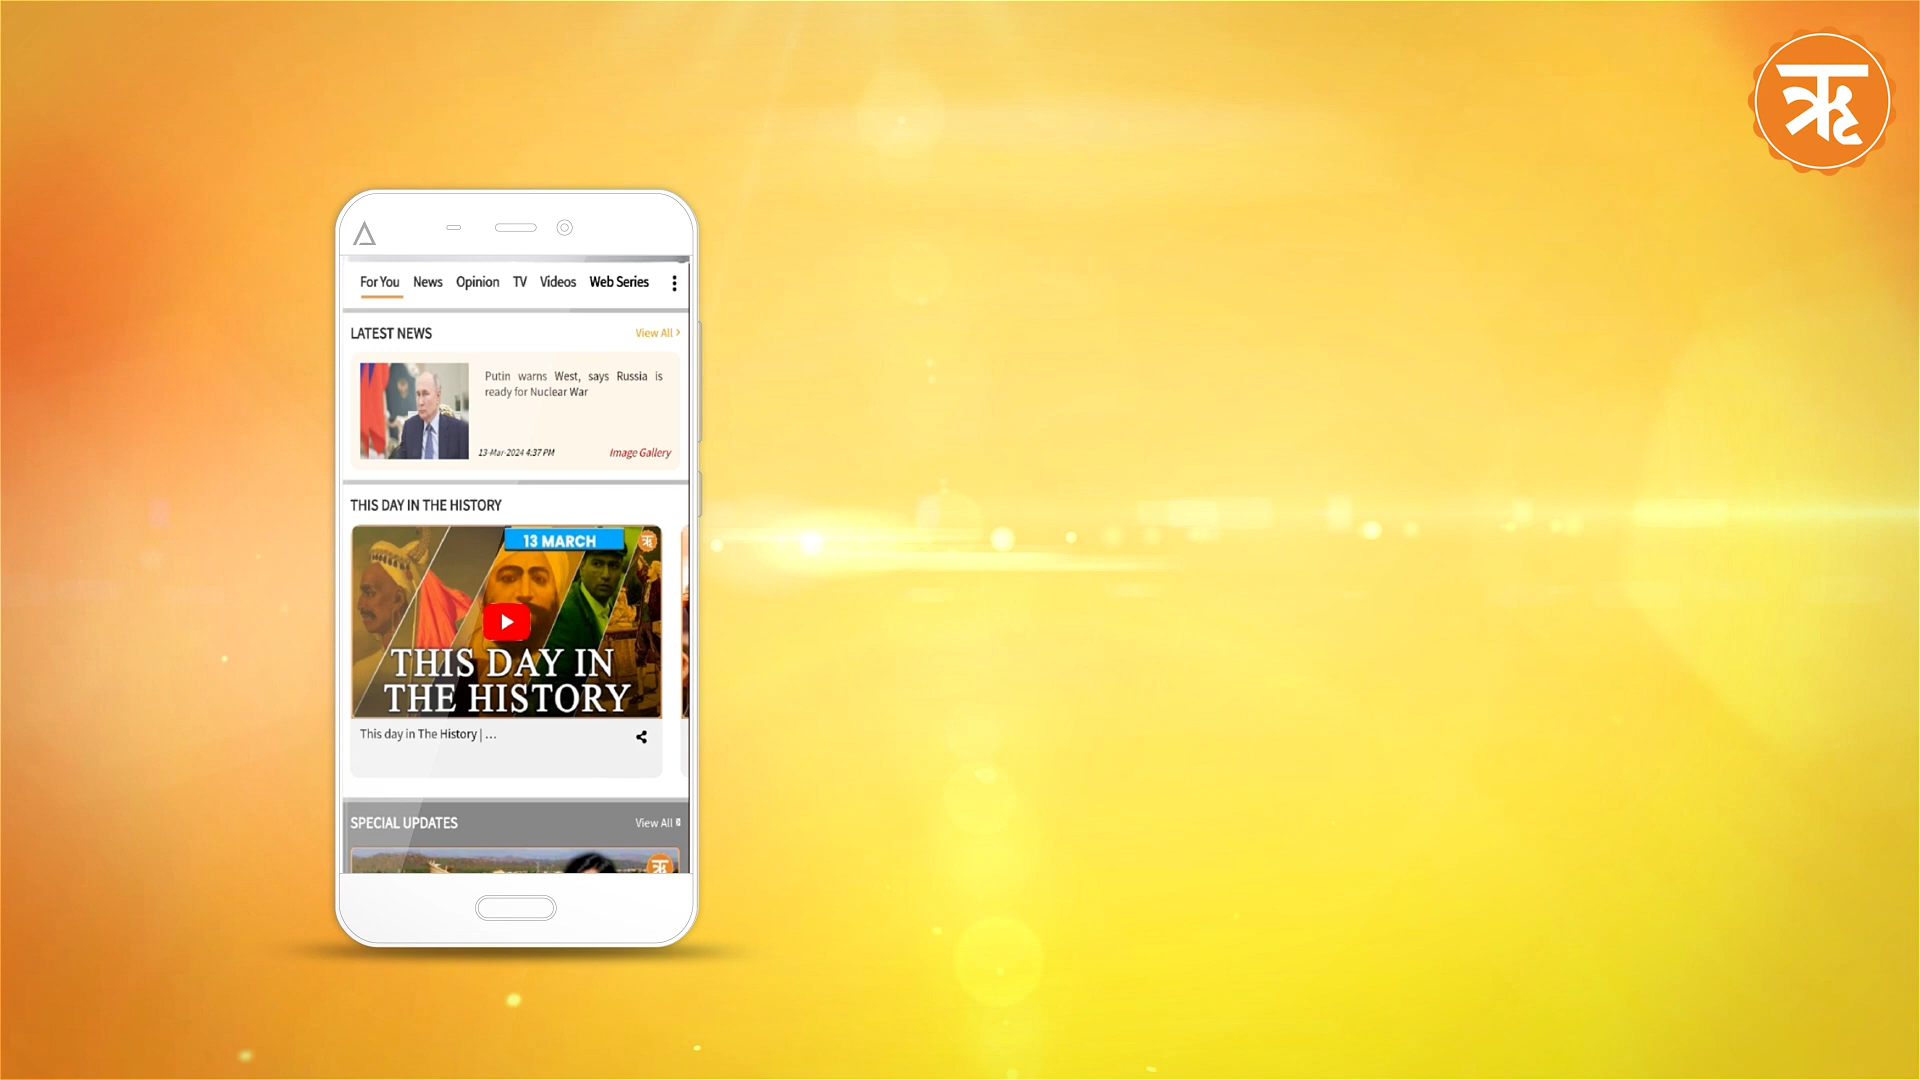 ऋ
For You News Opinion TV Videos Web Series
LATEST NEWS View All >
Putin warns West, says Russia is
ready for Nuclear War
13-Mar-2024 4:37 PM Image Gallery
THIS DAY IN THE HISTORY
13 MARCH ऋ
THIS DAY IN
THE HISTORY
This day in The History | ...
SPECIAL UPDATES View All
ऋ